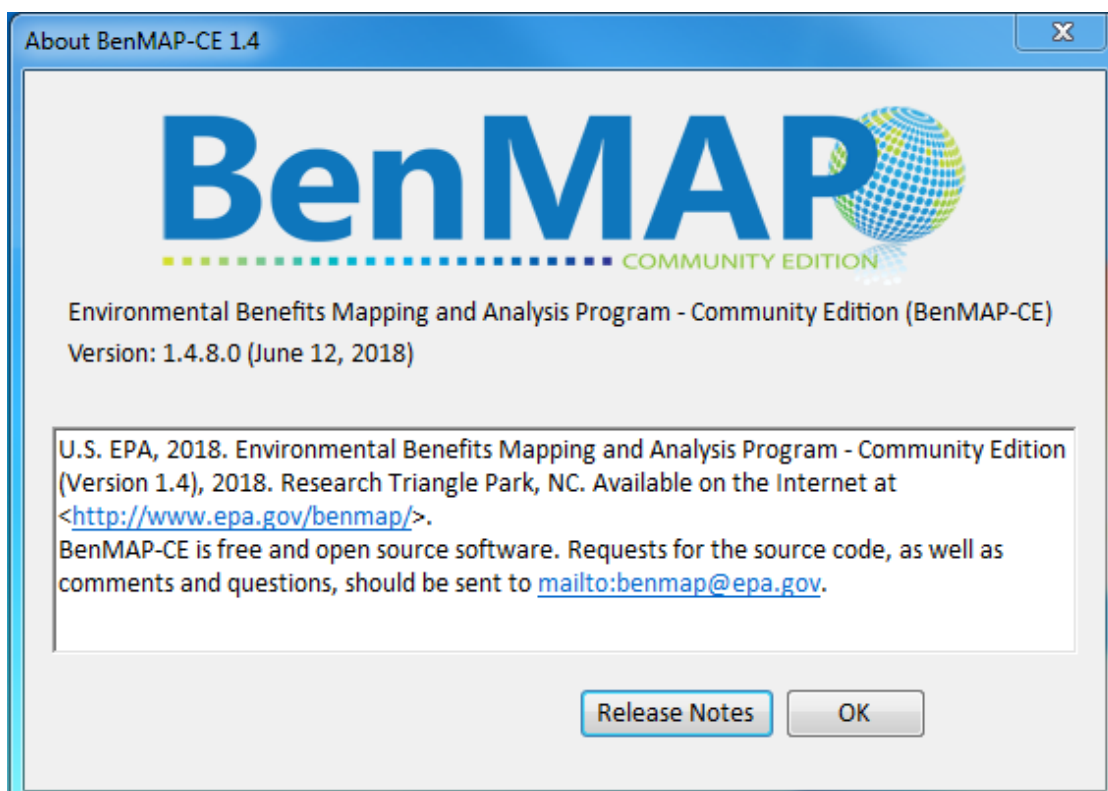 About BenMAP-CE 1.4
BenMAP
COMMUNITY EDITION
Environmental Benefits Mapping and Analysis Program - Community Edition (BenMAP-CE)
Version: 1.4.8.0 (June 12, 2018)
U.S. EPA, 2018. Environmental Benefits Mapping and Analysis Program - Community Edition
(Version 1.4), 2018. Research Triangle Park, NC. Available on the Internet at
<http://www.epa.gov/benmap/>.
BenMAP-CE is free and open source software. Requests for the source code, as well as
comments and questions, should be sent to mailto:benmap@epa.gov.
Release Notes
OK